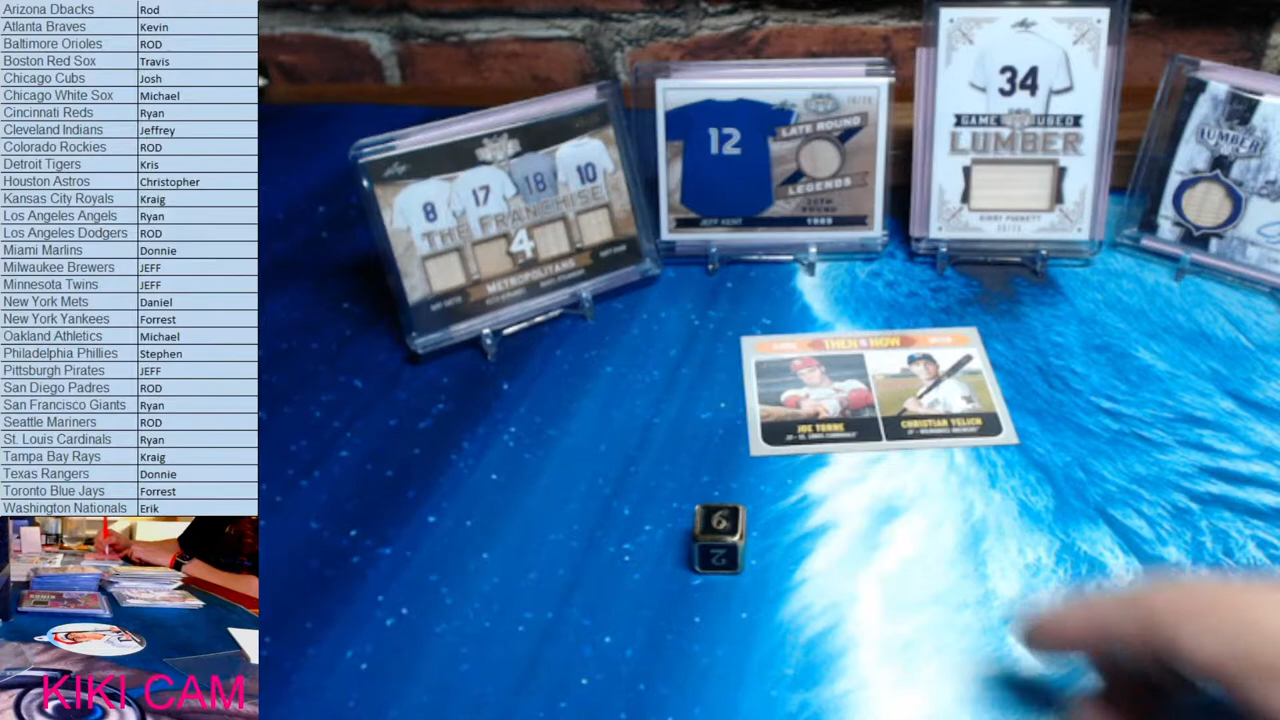 Arizona Dbacks Rod
Atlanta Braves Kevin
Baltimore Orioles ROD
Boston Red Sox Travis
Chicago Cubs Josh
Chicago White Sox Michael
Cincinnati Reds Ryan
Cleveland Indians Jeffrey
Colorado Rockies ROD
Detroit Tigers Kris
Houston Astros Christopher
Kansas City Royals Kraig
Los Angeles Angels Ryan
Los Angeles Dodgers ROD
Miami Marlins Donnie
Milwaukee Brewers JEFF
Minnesota Twins JEFF
New York Mets Daniel
New York Yankees Forrest
Oakland Athletics Michael
Philadelphia Phillies Stephen
Pittsburgh Pirates JEFF
San Diego Padres ROD
San Francisco Giants Ryan
Seattle Mariners ROD
St. Louis Cardinals Ryan
Tampa Bay Rays Kraig
Texas Rangers Donnie
Toronto Blue Jays Forrest
Washington Nationals Erik
KIKI CAM
8 17 18 10
THE FRANCHISE
4
METROPOLITANS
12
LATE ROUND
LEGENDS
JEFF KENT 1989
Leaf
34
GAME USED
LUMBER
KIRBY PUCKETT
LUMBER
THEN & NOW
JOE TORRE
CHRISTIAN YELICH
6
2